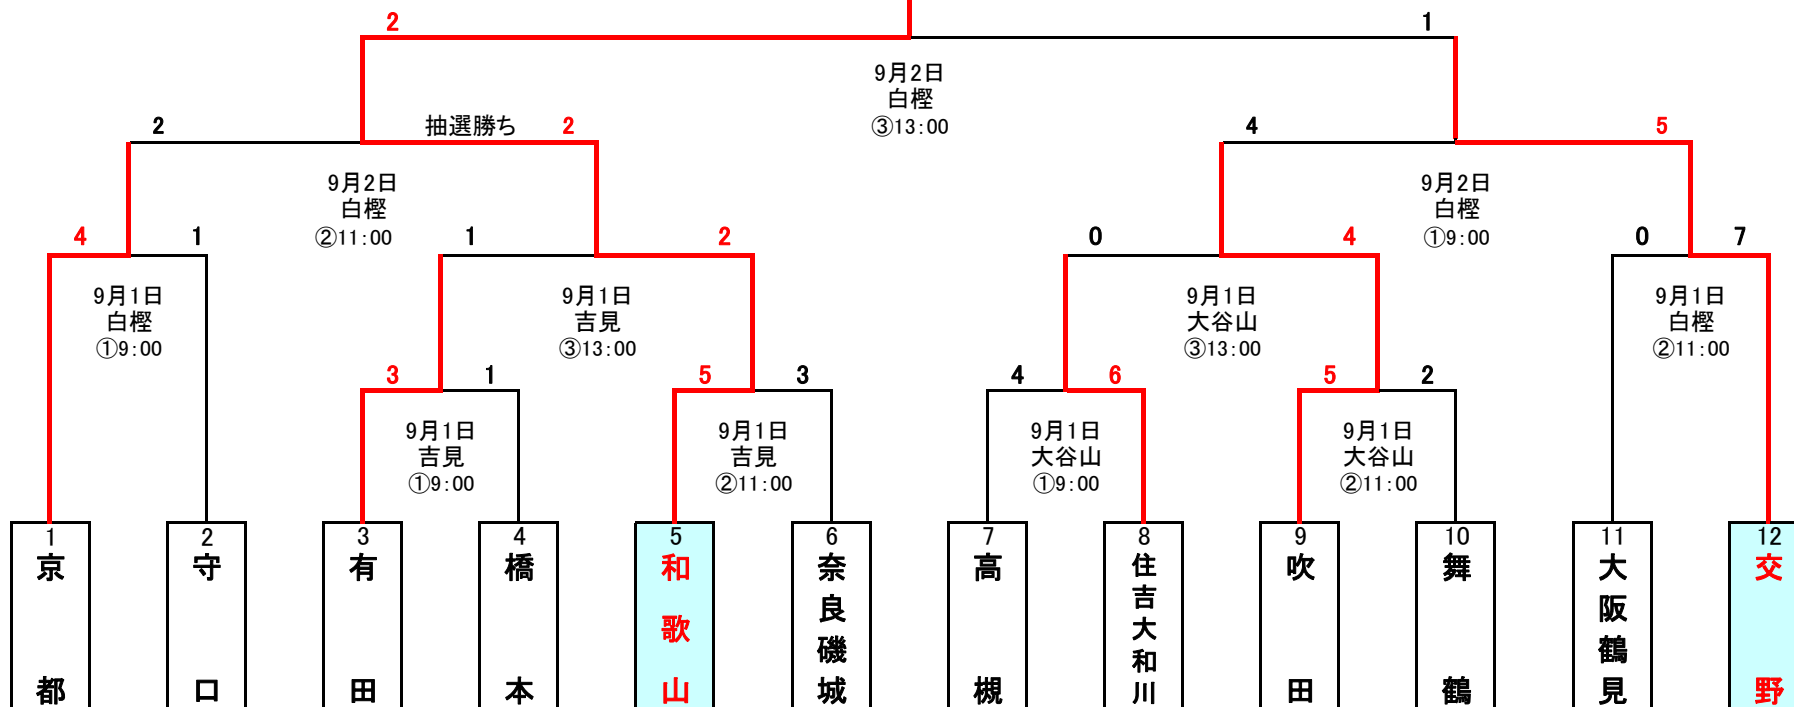 2 1
9月2日
白樫
③13:00
2 抽選勝ち 2 4 5
9月2日
白樫
②11:00
9月2日
白樫
①9:00
4 1 1 2 0 4 0 7
9月1日
白樫
①9:00
9月1日
吉見
③13:00
9月1日
大谷山
③13:00
9月1日
白樫
②11:00
3 1 5 3 4 6 5 2
9月1日
吉見
①9:00
9月1日
吉見
②11:00
9月1日
大谷山
①9:00
9月1日
大谷山
②11:00
1
京都
2
守口
3
有田
4
橋本
5
和歌山
6
奈良磯城
7
高槻
8
住吉大和川
9
吹田
10
舞鶴
11
大阪鶴見
12
交野